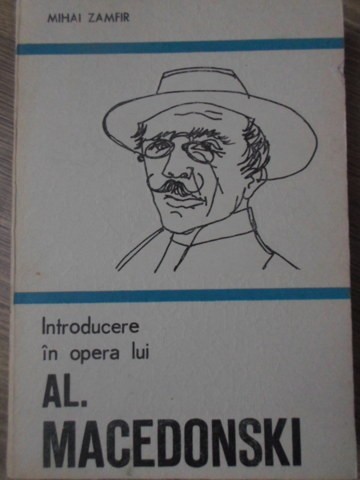 MIHAI ZAMFIR
Introducere
în opera lui
AL.
MACEDONSKI